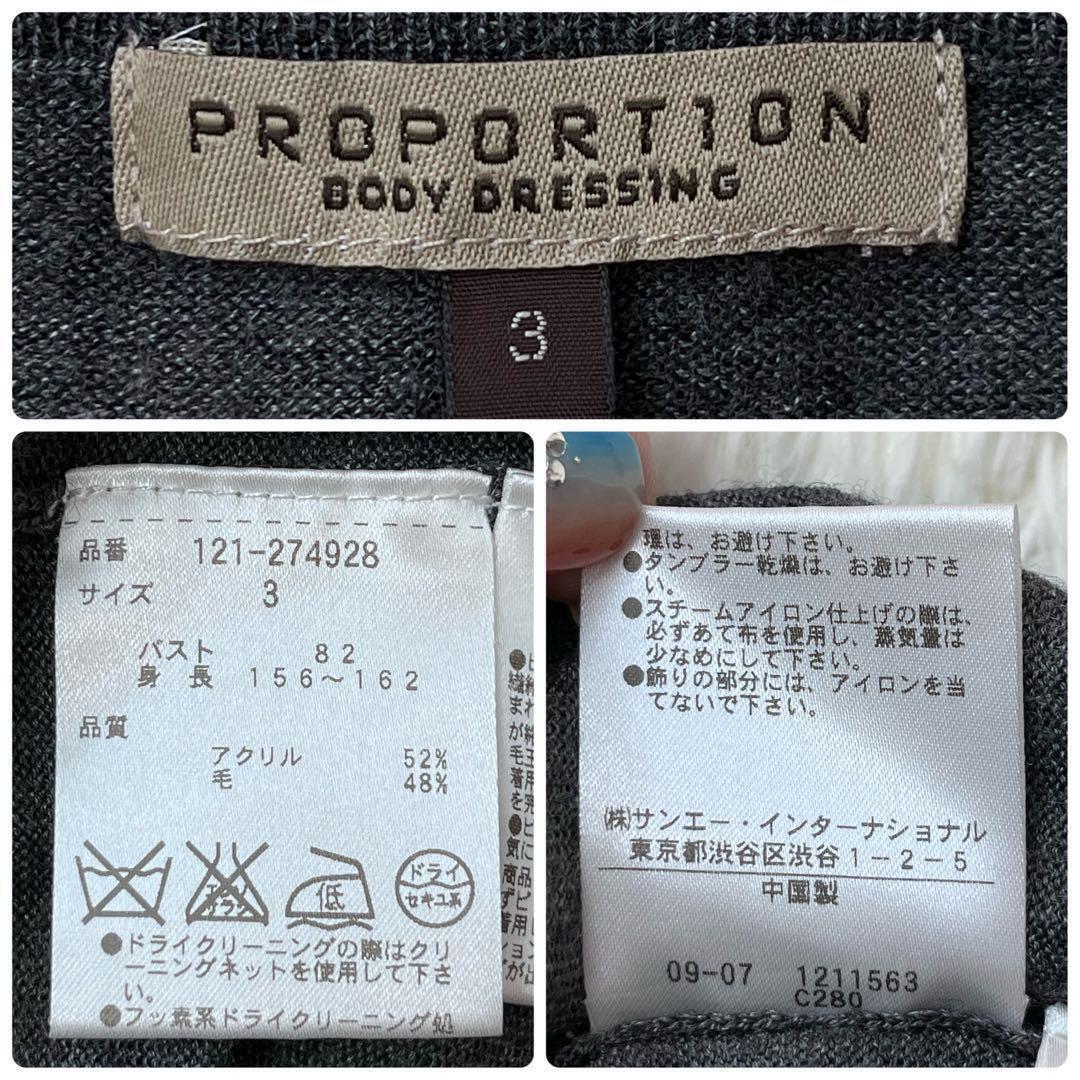 PROPORT1ON
BODY DRESS1NG
3
品番 121-274928
サイズ 3
バスト 82
身長 156～162
品質
アクリル 52%
毛 48%
エンソ
サラシ
低
ドライ
セキユ系
●ドライクリーニングの際はクリ
ーニングネットを使用して下さ
い。
●フッ素系ドライクリーニング処
理は、お避け下さい。
●タンブラー乾燥は、お避け下さ
い。
●スチームアイロン仕上げの際は、
必ずあて布を使用し、蒸気量は
少なめにして下さい。
●飾りの部分には、アイロンを当
てないで下さい。
㈱サンエー・インターナショナル
東京都渋谷区渋谷1-2-5
中国製
09-07 1211563
C280